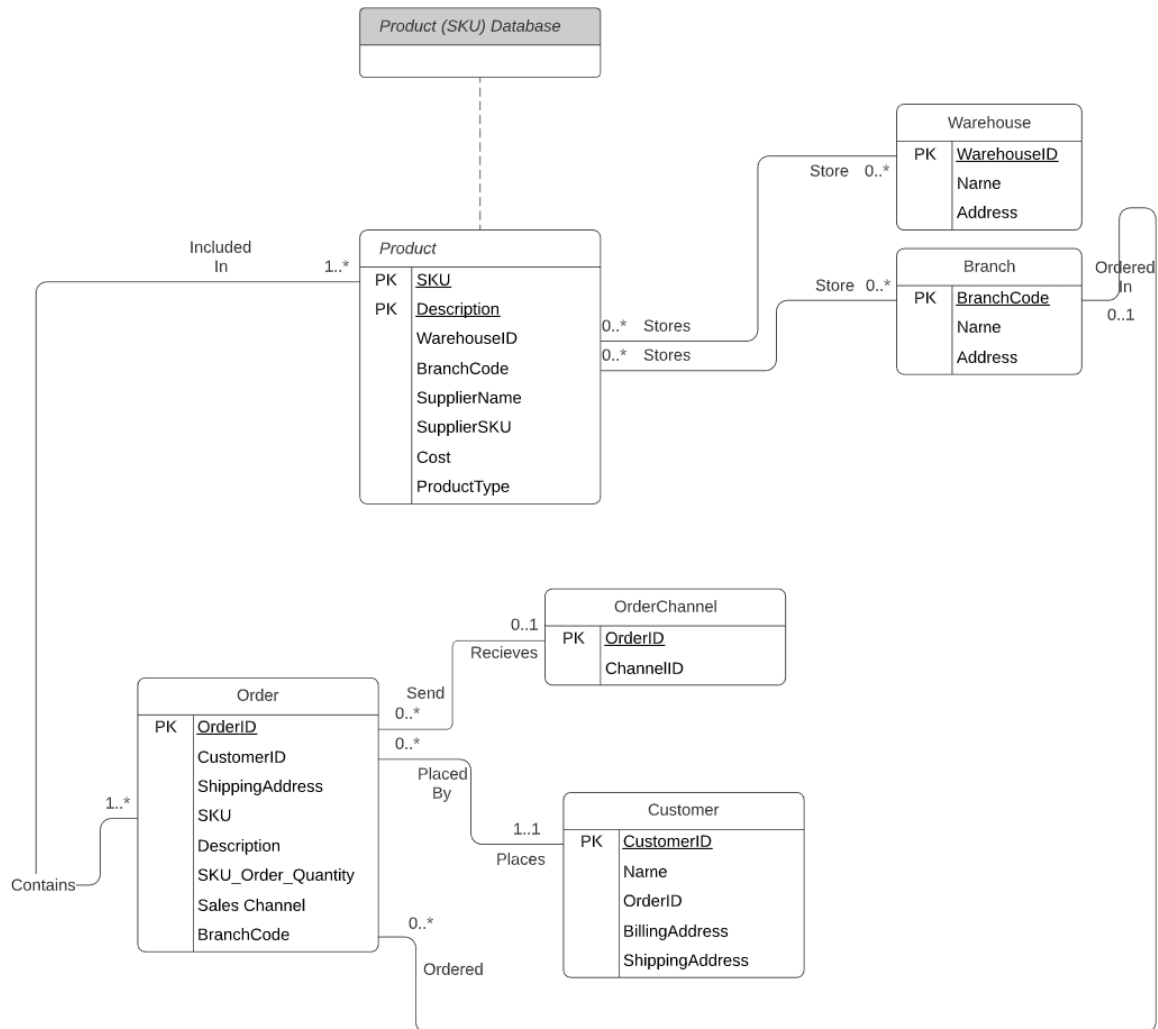 Product (SKU) Database
Warehouse
PK WarehouseID
Name
Address
Store 0..*
Included
In
1..*
Product
PK SKU
PK Description
WarehouseID
BranchCode
SupplierName
SupplierSKU
Cost
ProductType
0..* Stores
0..* Stores
Store 0..*
Branch
PK BranchCode
Name
Address
Ordered
In
0..1
OrderChannel
PK OrderID
ChannelID
0..1
Recieves
Send
0..*
Order
PK OrderID
CustomerID
ShippingAddress
SKU
Description
SKU_Order_Quantity
Sales Channel
BranchCode
1..*
Contains
0..*
Placed
By
1..1
Places
Customer
PK CustomerID
Name
OrderID
BillingAddress
ShippingAddress
0..*
Ordered